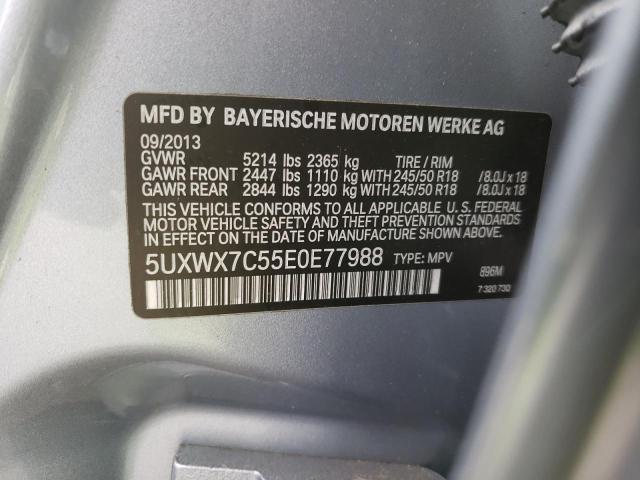 MFD BY BAYERISCHE MOTOREN WERKE AG
09/2013
GVWR 5214 lbs 2365 kg TIRE / RIM
GAWR FRONT 2447 lbs 1110 kg WITH 245/50 R18 /8.0J x 18
GAWR REAR 2844 lbs 1290 kg WITH 245/50 R18 /8.0J x 18
THIS VEHICLE CONFORMS TO ALL APPLICABLE U. S. FEDERAL
MOTOR VEHICLE SAFETY AND THEFT PREVENTION STANDARDS
IN EFFECT ON THE DATE OF MANUFACTURE SHOWN ABOVE.
5UXWX7C55E0E77988 TYPE: MPV 896M
7 320 730